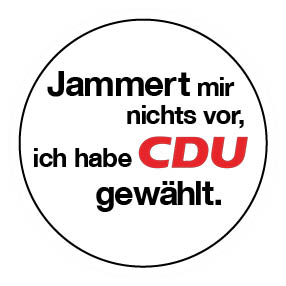 Jammert mir
nichts vor,
ich habe CDU
gewählt.